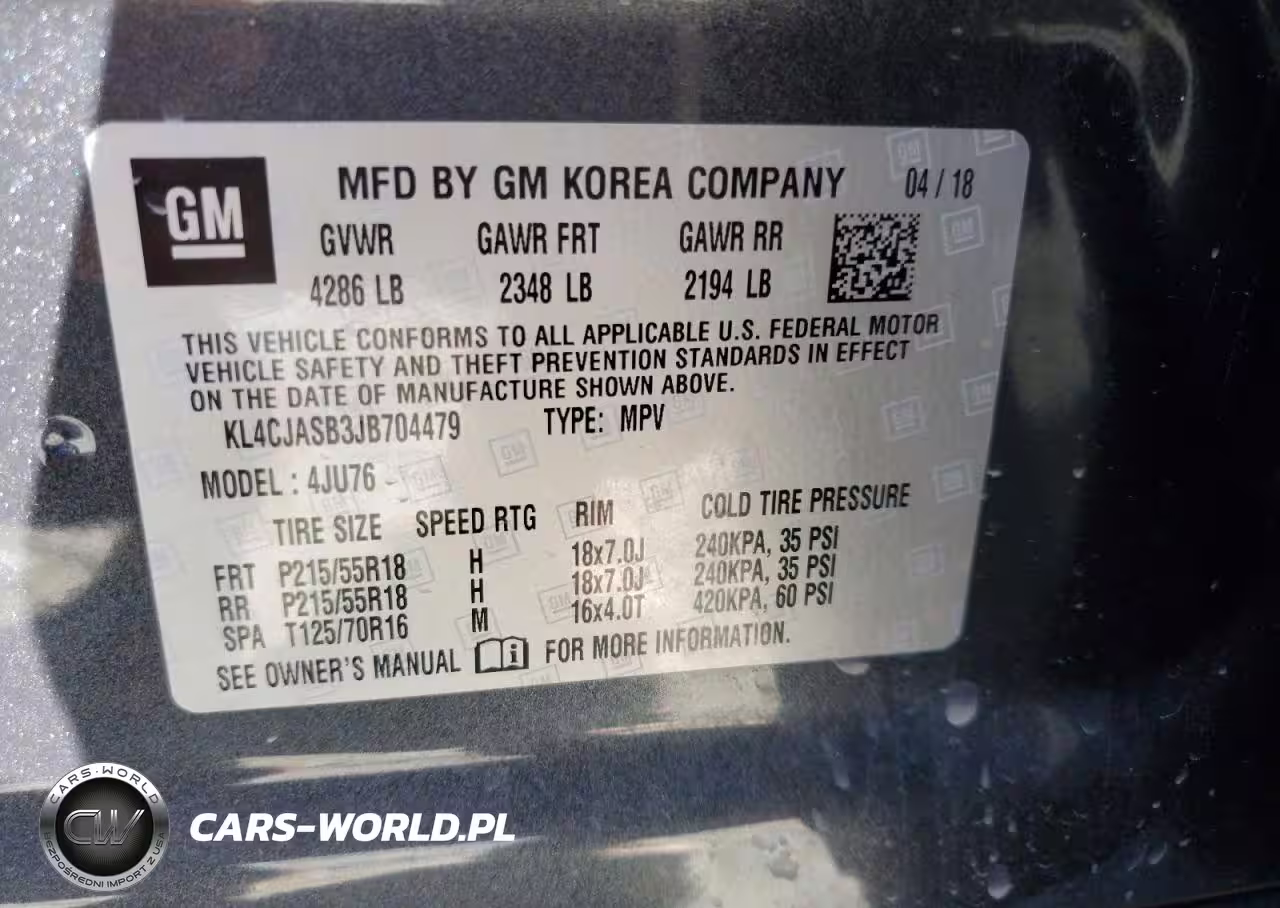 GM
MFD BY GM KOREA COMPANY 04 / 18
GVWR GAWR FRT GAWR RR
4286 LB 2348 LB 2194 LB
THIS VEHICLE CONFORMS TO ALL APPLICABLE U.S. FEDERAL MOTOR
VEHICLE SAFETY AND THEFT PREVENTION STANDARDS IN EFFECT
ON THE DATE OF MANUFACTURE SHOWN ABOVE.
KL4CJASB3JB704479 TYPE: MPV
MODEL : 4JU76
TIRE SIZE SPEED RTG RIM COLD TIRE PRESSURE
FRT P215/55R18 H 18x7.0J 240KPA, 35 PSI
RR P215/55R18 H 18x7.0J 240KPA, 35 PSI
SPA T125/70R16 M 16x4.0T 420KPA, 60 PSI
SEE OWNER'S MANUAL i FOR MORE INFORMATION.
CARS-WORLD
CW
BEZPOŚREDNI IMPORT Z USA
CARS-WORLD.PL